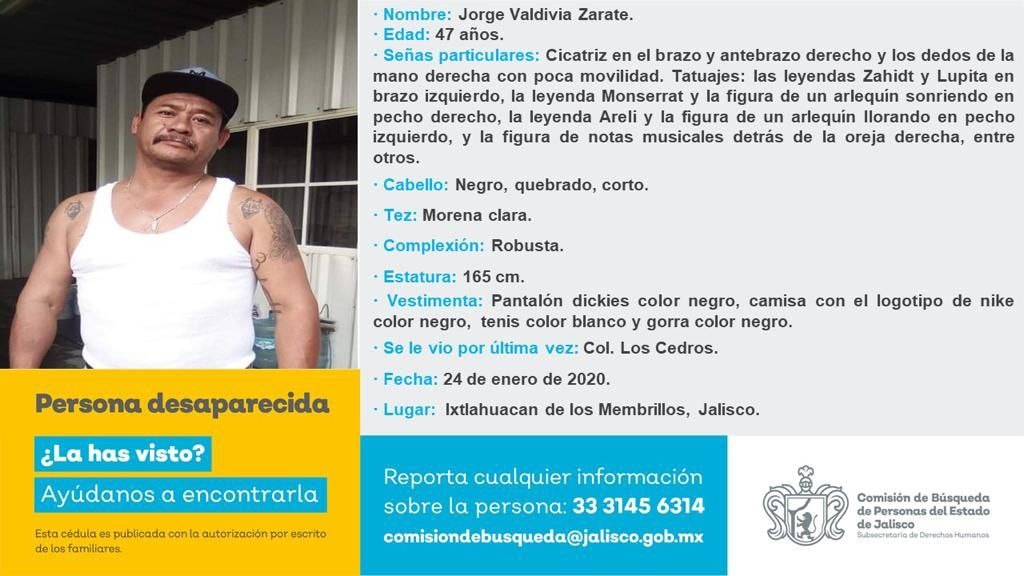 · Nombre: Jorge Valdivia Zarate.
· Edad: 47 años.
· Señas particulares: Cicatriz en el brazo y antebrazo derecho y los dedos de la
mano derecha con poca movilidad. Tatuajes: las leyendas Zahidt y Lupita en
brazo izquierdo, la leyenda Monserrat y la figura de un arlequín sonriendo en
pecho derecho, la leyenda Areli y la figura de un arlequín llorando en pecho
izquierdo, y la figura de notas musicales detrás de la oreja derecha, entre
otros.
· Cabello: Negro, quebrado, corto.
· Tez: Morena clara.
· Complexión: Robusta.
· Estatura: 165 cm.
· Vestimenta: Pantalón dickies color negro, camisa con el logotipo de nike
color negro, tenis color blanco y gorra color negro.
· Se le vio por última vez: Col. Los Cedros.
· Fecha: 24 de enero de 2020.
· Lugar: Ixtlahuacan de los Membrillos, Jalisco.
Persona desaparecida
¿La has visto?
Ayúdanos a encontrarla
Esta cédula es publicada con la autorización por escrito
de los familiares.
Reporta cualquier información
sobre la persona: 33 3145 6314
comisiondebusqueda@jalisco.gob.mx
Comisión de Búsqueda
de Personas del Estado
de Jalisco
Subsecretaría de Derechos Humanos